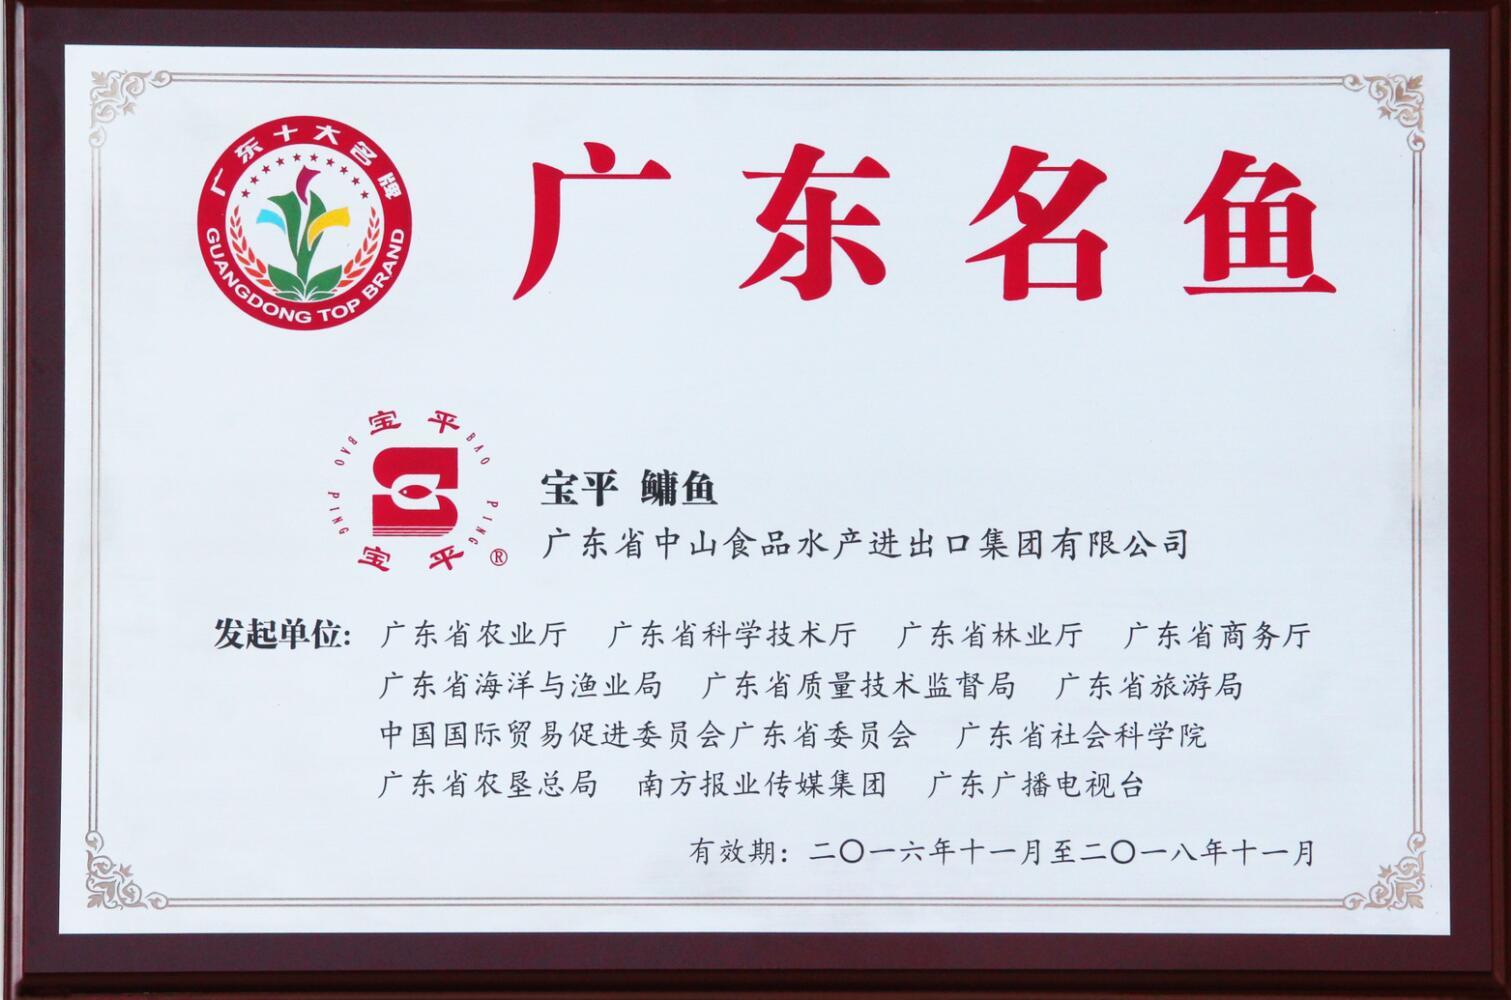 广东十大名牌
GUANGDONG TOP BRAND
广东名鱼
宝平
BAO PING
BAO PING
宝平®
宝平 鳙鱼
广东省中山食品水产进出口集团有限公司
发起单位: 广东省农业厅 广东省科学技术厅 广东省林业厅 广东省商务厅
广东省海洋与渔业局 广东省质量技术监督局 广东省旅游局
中国国际贸易促进委员会广东省委员会 广东省社会科学院
广东省农垦总局 南方报业传媒集团 广东广播电视台
有效期: 二〇一六年十一月至二〇一八年十一月